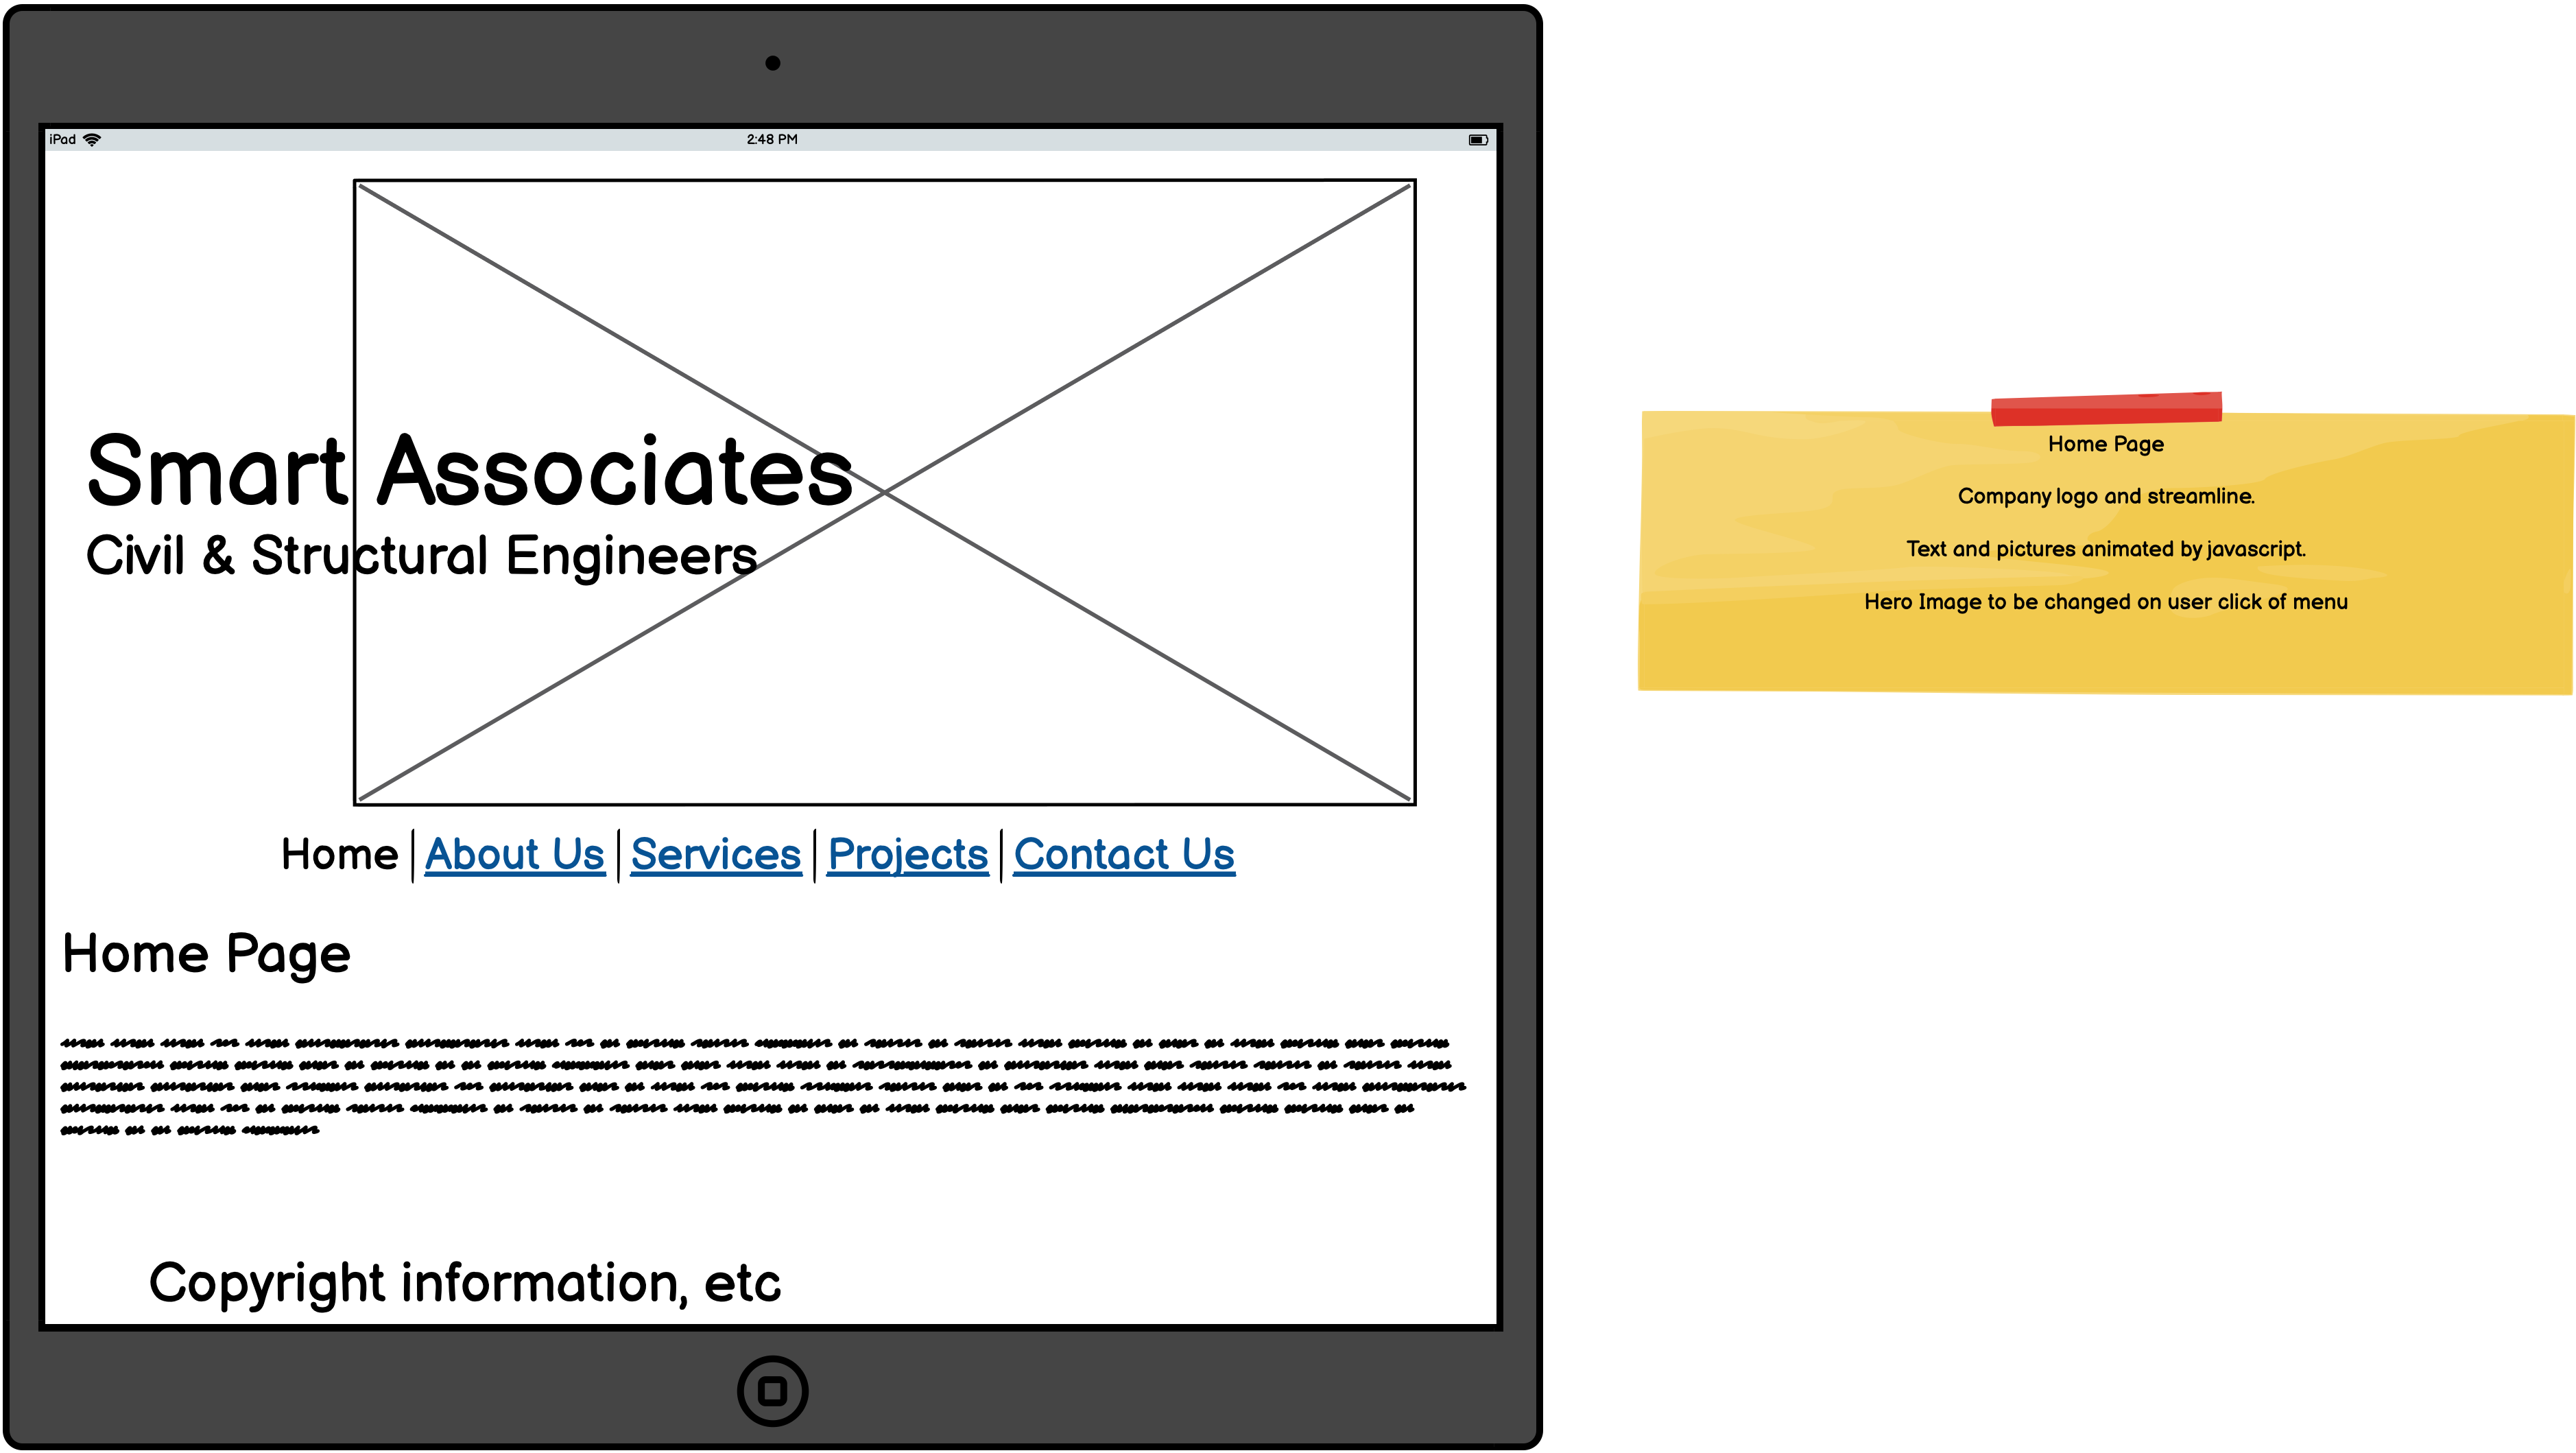 iPad
2:48 PM
Smart Associates
Civil & Structural Engineers
Home | About Us | Services | Projects | Contact Us
Home Page
Copyright information, etc
Home Page
Company logo and streamline.
Text and pictures animated by javascript.
Hero Image to be changed on user click of menu